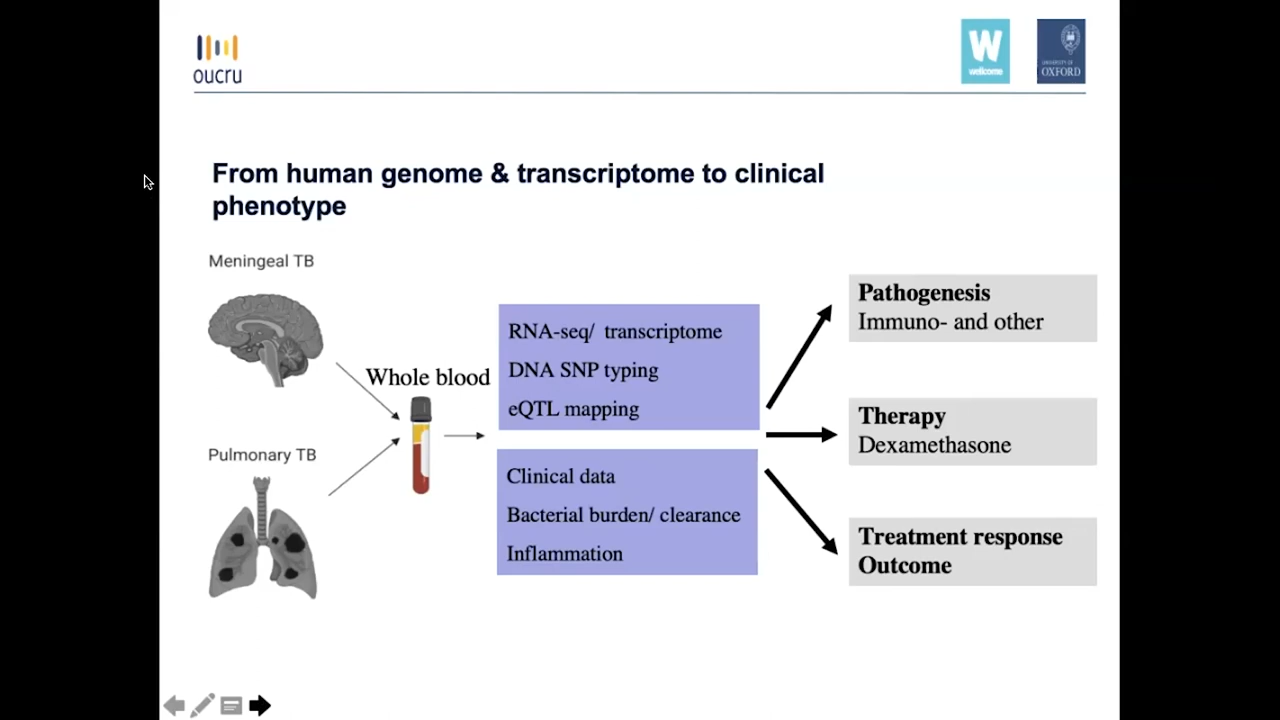 oucru
W
wellcome
UNIVERSITY OF
OXFORD
From human genome & transcriptome to clinical
phenotype
Meningeal TB
Pulmonary TB
Whole blood
RNA-seq/ transcriptome
DNA SNP typing
eQTL mapping
Clinical data
Bacterial burden/ clearance
Inflammation
Pathogenesis
Immuno- and other
Therapy
Dexamethasone
Treatment response
Outcome